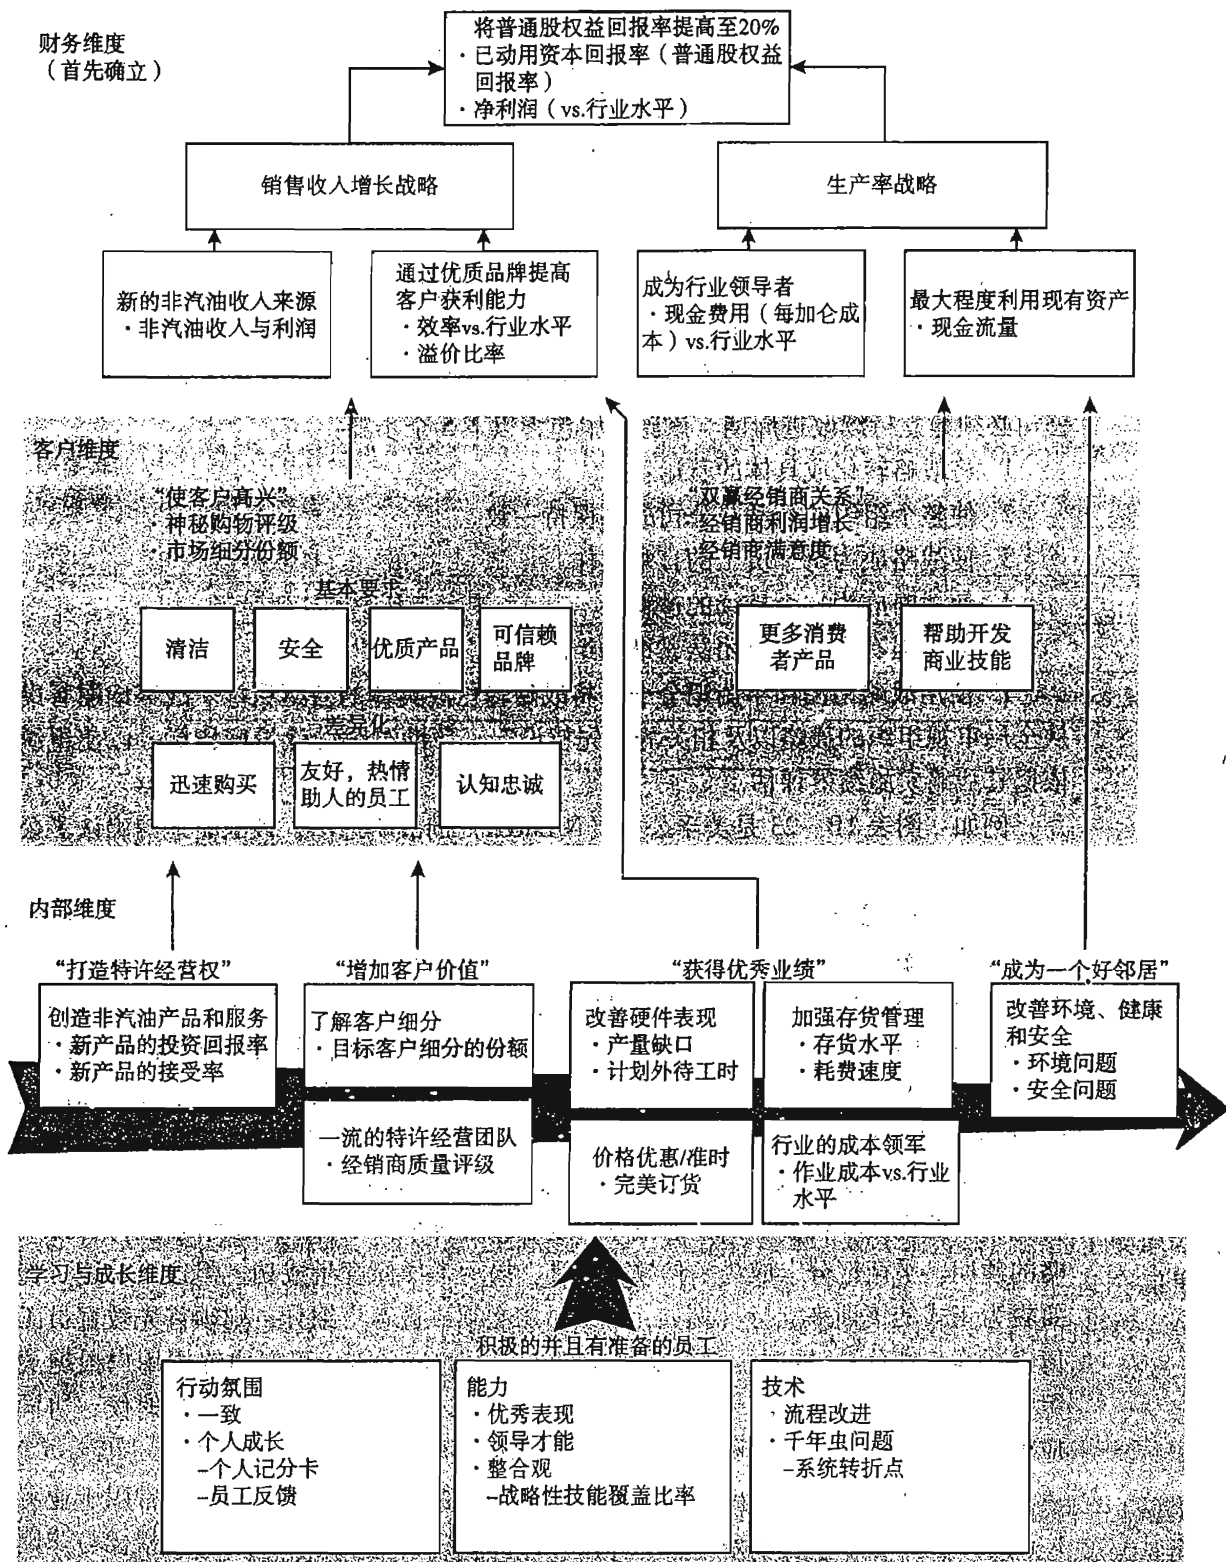 财务维度
（首先确立）
将普通股权益回报率提高至20%
·已动用资本回报率（普通股权益
回报率）
·净利润（vs.行业水平）
销售收入增长战略
生产率战略
新的非汽油收入来源
·非汽油收入与利润
通过优质品牌提高
客户获利能力
·效率vs.行业水平
·溢价比率
成为行业领导者
·现金费用（每加仑成
本）vs.行业水平
最大程度利用现有资产
·现金流量
客户维度
“使客户高兴”
·神秘购物评级
·市场细分份额
基本要求
清洁
安全
优质产品
可信赖
品牌
差异化
迅速购买
友好，热情
助人的员工
认知忠诚
“双赢经销商关系”
经销商利润增长
经销商满意度
更多消费
者产品
帮助开发
商业技能
内部维度
“打造特许经营权”
创造非汽油产品和服务
·新产品的投资回报率
·新产品的接受率
“增加客户价值”
了解客户细分
·目标客户细分的份额
一流的特许经营团队
·经销商质量评级
“获得优秀业绩”
改善硬件表现
·产量缺口
·计划外待工时
加强存货管理
·存货水平
·耗费速度
价格优惠/准时
·完美订货
行业的成本领军
·作业成本vs.行业
水平
“成为一个好邻居”
改善环境、健康
和安全
·环境问题
·安全问题
学习与成长维度
积极的并且有准备的员工
行动氛围
·一致
·个人成长
–个人记分卡
–员工反馈
能力
·优秀表现
·领导才能
·整合观
–战略性技能覆盖比率
技术
流程改进
·千年虫问题
–系统转折点